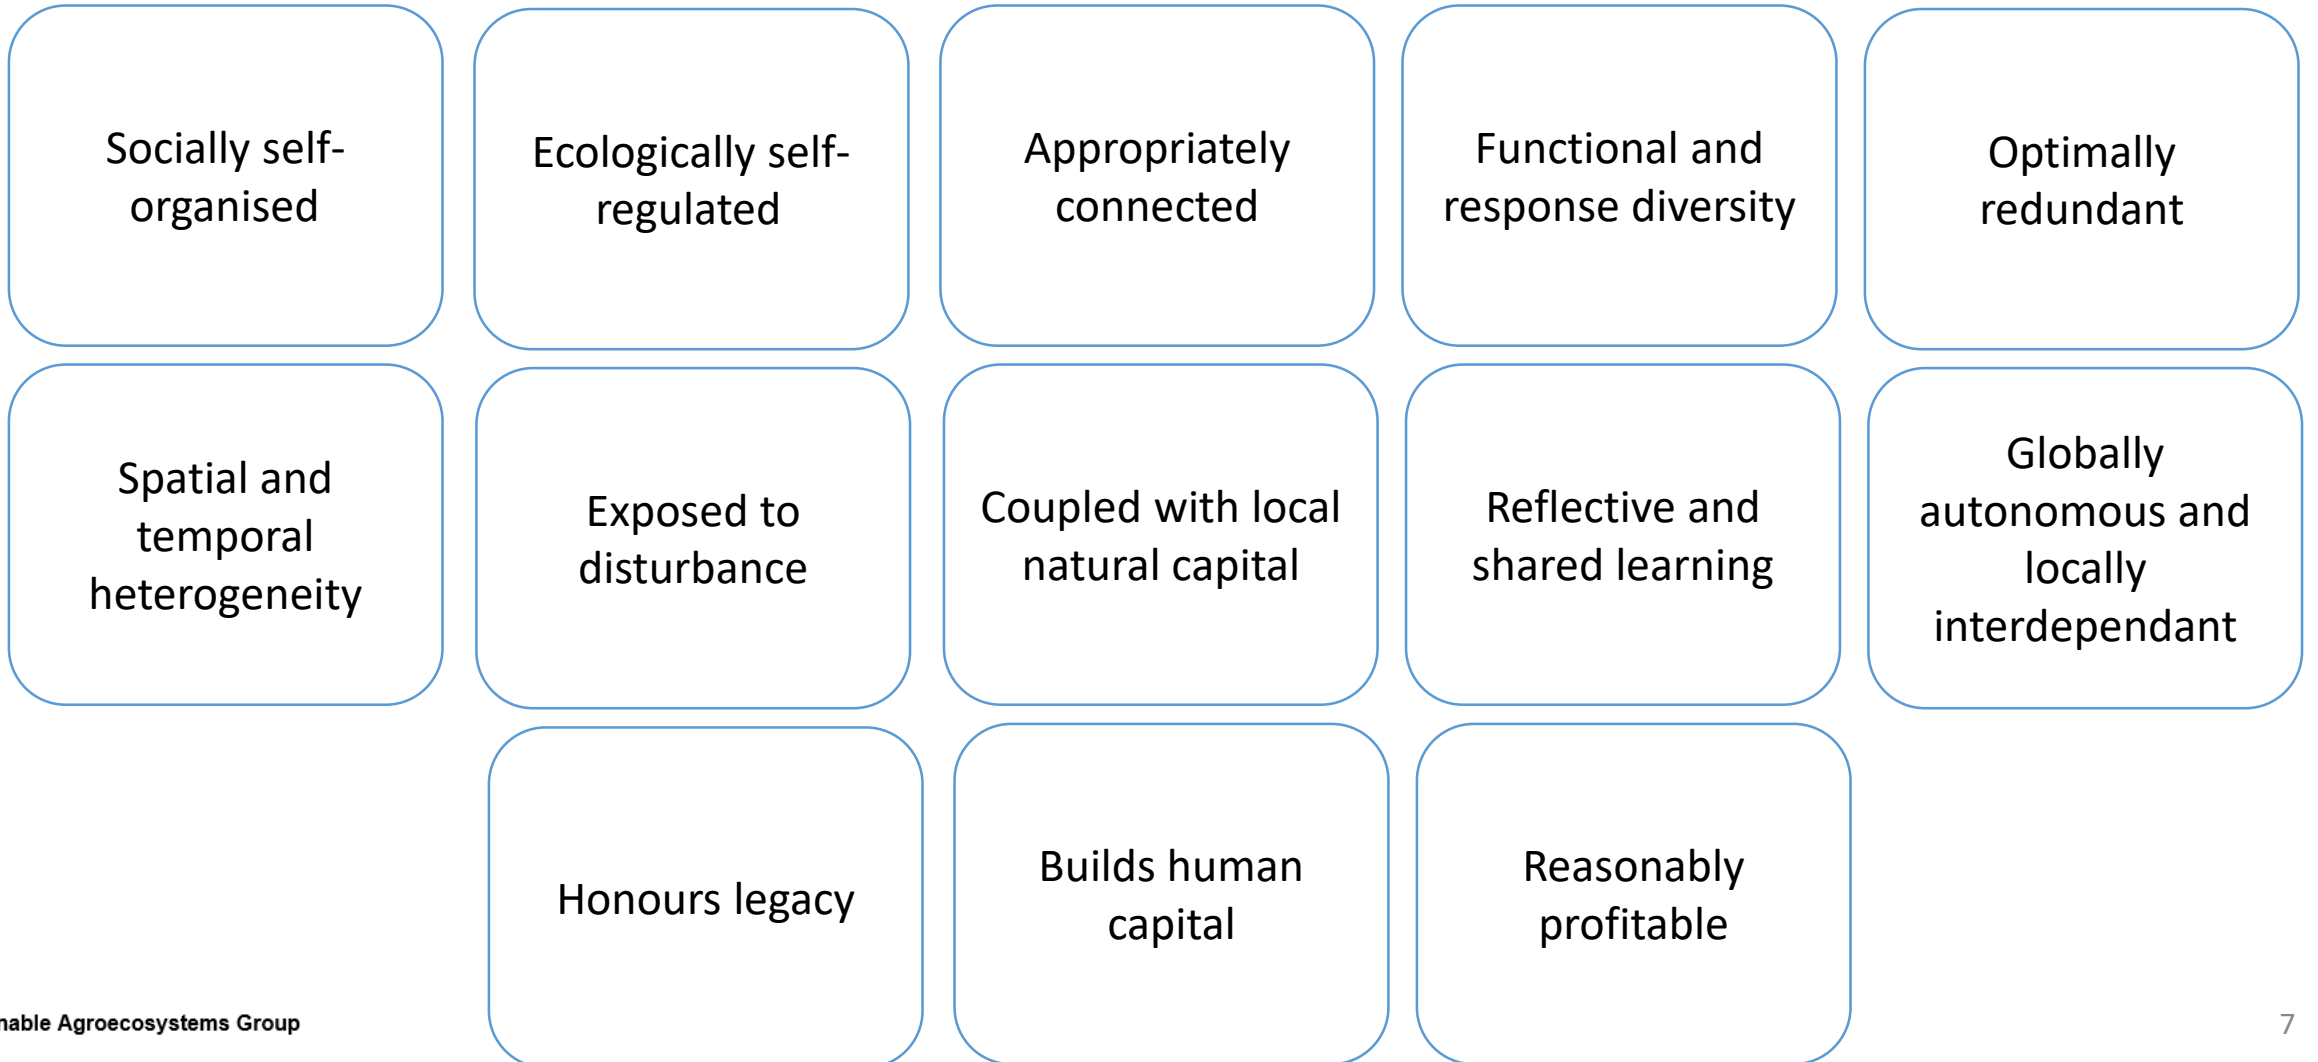 Socially self-
organised
Ecologically self-
regulated
Appropriately
connected
Functional and
response diversity
Optimally
redundant
Spatial and
temporal
heterogeneity
Exposed to
disturbance
Coupled with local
natural capital
Reflective and
shared learning
Globally
autonomous and
locally
interdependant
Honours legacy
Builds human
capital
Reasonably
profitable
nable Agroecosystems Group
7